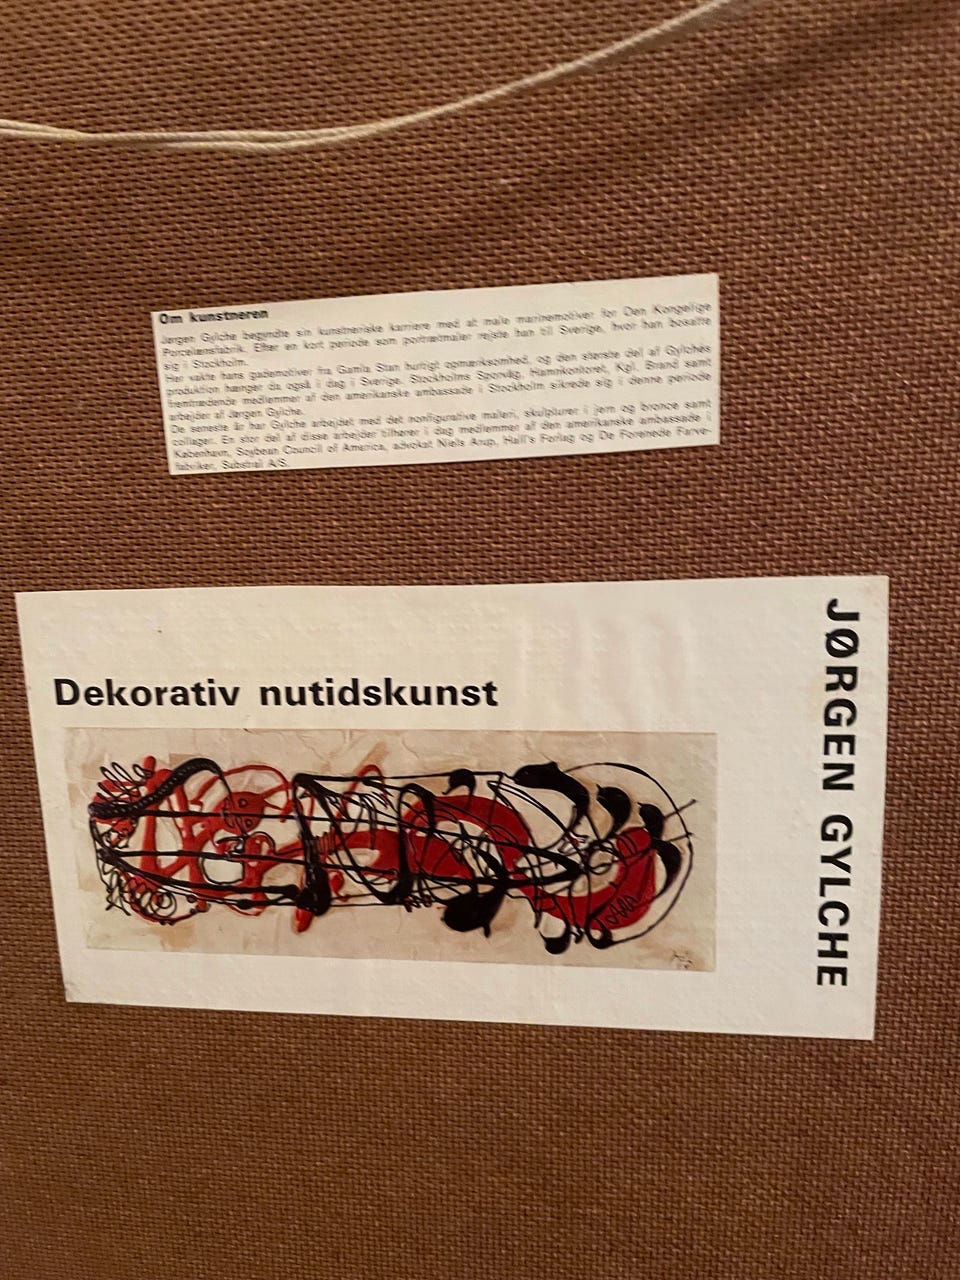 Om kunstneren
Jørgen Gylche begyndte sin kunstneriske karriere med at male marinemotiver for Den Kongelige
Porcelænsfabrik. Efter en kort periode som portrætmaler rejste han til Sverige, hvor han bosatte
sig i Stockholm.
Her vakte hans gademotiver fra Gamla Stan hurtigt opmærksomhed, og den største del af Gylches
produktion hænger da også i dag i Sverige. Stockholms Sporväg, Hamnkontoret, Kgl. Brand samt
fremtrædende medlemmer af den amerikanske ambassade i Stockholm sikrede sig i denne periode
arbejder af Jørgen Gylche.
De seneste år har Gylche arbejdet med det nonfigurative maleri, skulpturer i jern og bronce samt
collager. En stor del af disse arbejder tilhører i dag medlemmer af den amerikanske ambassade i
København, Soybean Council of America, advokat Niels Arup, Forlag og De Forenede Farve-
fabriker, Substral A/S.
Dekorativ nutidskunst
JØRGEN GYLCHE